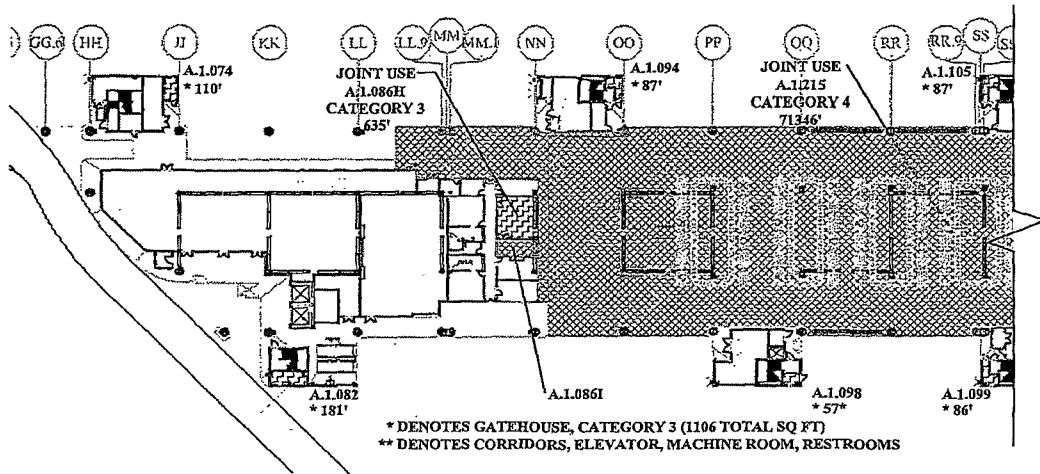 GG.6 HH JJ KK LL LL.9 MM MM.1 NN OO PP QQ RR RR.9 SS
A.1.074
* 110'
JOINT USE
A.1.086H
CATEGORY 3
635'
A.1.094
* 87'
JOINT USE
A.1.215
CATEGORY 4
71346'
A.1.105
* 87'
A.1.082
* 181'
A.1.086I
A.1.098
* 57*
A.1.099
* 86'
* DENOTES GATEHOUSE, CATEGORY 3 (1106 TOTAL SQ FT)
** DENOTES CORRIDORS, ELEVATOR, MACHINE ROOM, RESTROOMS